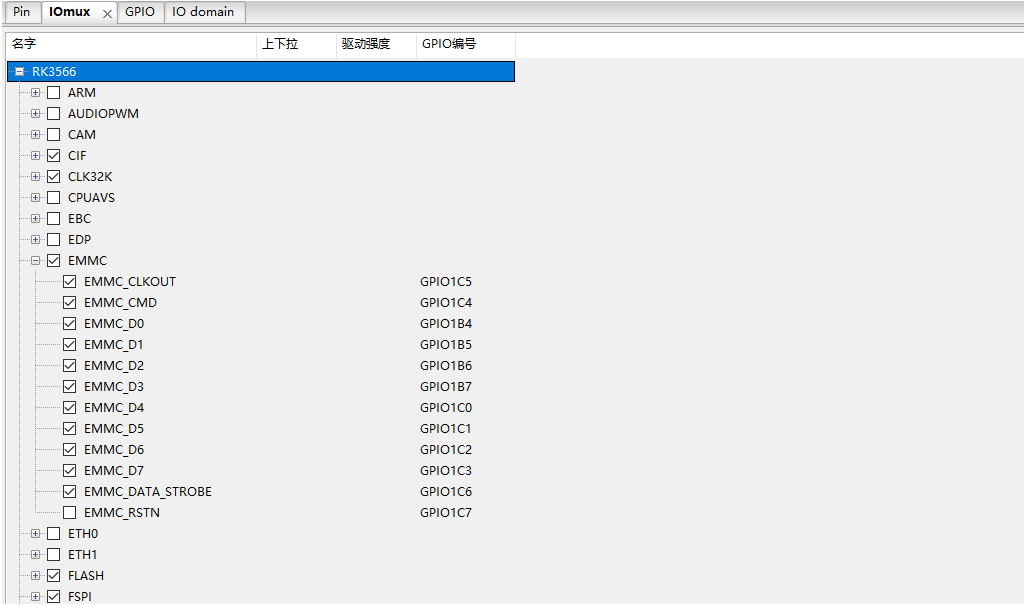 Pin IOmux GPIO IO domain
名字 上下拉 驱动强度 GPIO编号
RK3566
ARM
AUDIOPWM
CAM
CIF
CLK32K
CPUAVS
EBC
EDP
EMMC
EMMC_CLKOUT GPIO1C5
EMMC_CMD GPIO1C4
EMMC_D0 GPIO1B4
EMMC_D1 GPIO1B5
EMMC_D2 GPIO1B6
EMMC_D3 GPIO1B7
EMMC_D4 GPIO1C0
EMMC_D5 GPIO1C1
EMMC_D6 GPIO1C2
EMMC_D7 GPIO1C3
EMMC_DATA_STROBE GPIO1C6
EMMC_RSTN GPIO1C7
ETH0
ETH1
FLASH
FSPI